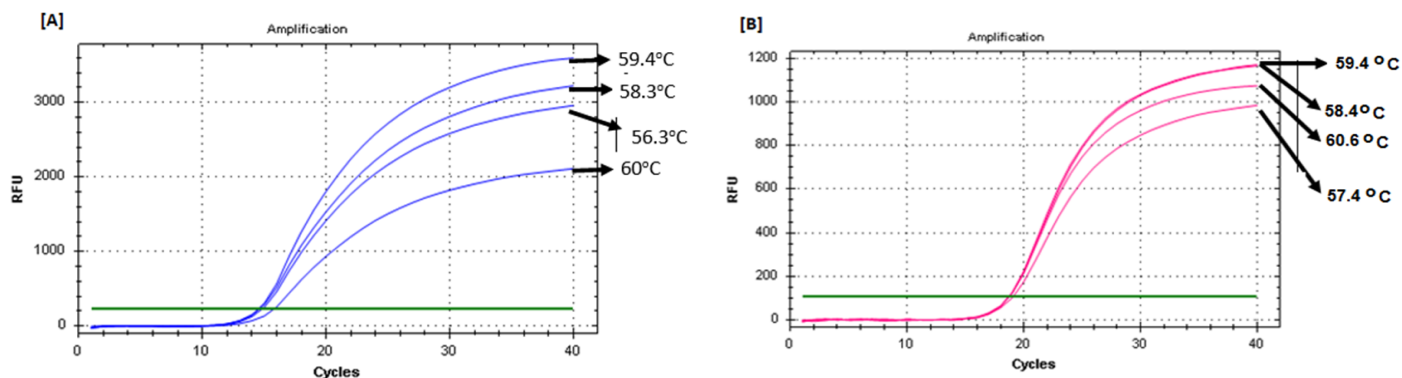 [A]
Amplification
RFU
3000
2000
1000
0
0 10 20 30 40
Cycles
59.4°C
58.3°C
56.3°C
60°C
[B]
Amplification
RFU
1200
1000
800
600
400
200
0
0 10 20 30 40
Cycles
59.4 °C
58.4°C
60.6 °C
57.4 °C